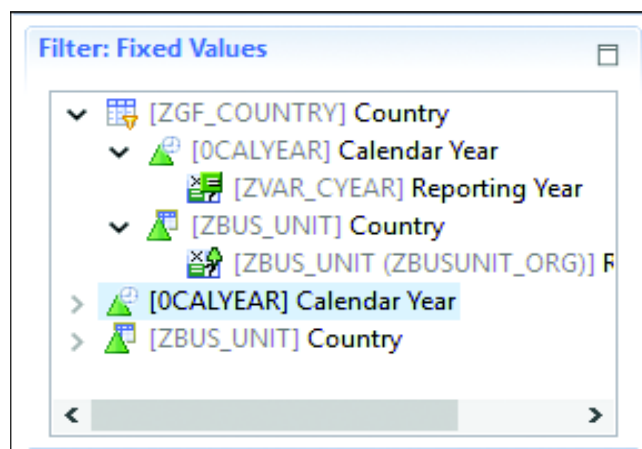 Filter: Fixed Values
[ZGF_COUNTRY] Country
[0CALYEAR] Calendar Year
[ZVAR_CYEAR] Reporting Year
[ZBUS_UNIT] Country
[ZBUS_UNIT (ZBUSUNIT_ORG)] R
[0CALYEAR] Calendar Year
[ZBUS_UNIT] Country